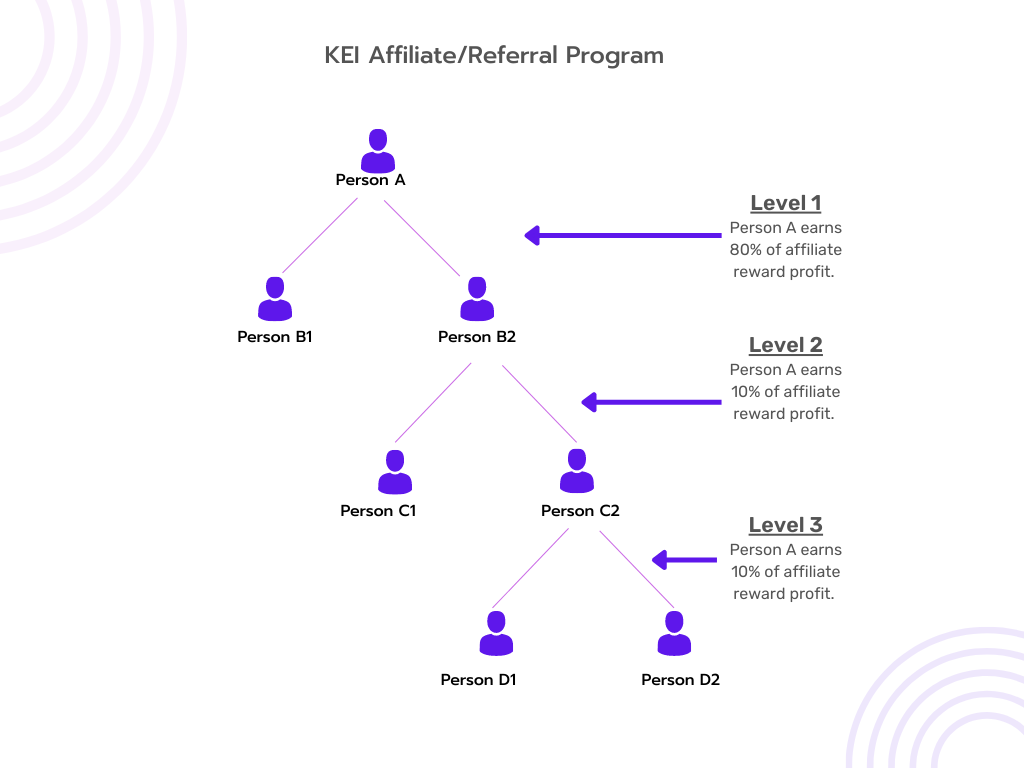 KEI Affiliate/Referral Program
Person A
Level 1
Person A earns
80% of affiliate
reward profit.
Person B1
Person B2
Level 2
Person A earns
10% of affiliate
reward profit.
Person C1
Person C2
Level 3
Person A earns
10% of affiliate
reward profit.
Person D1
Person D2